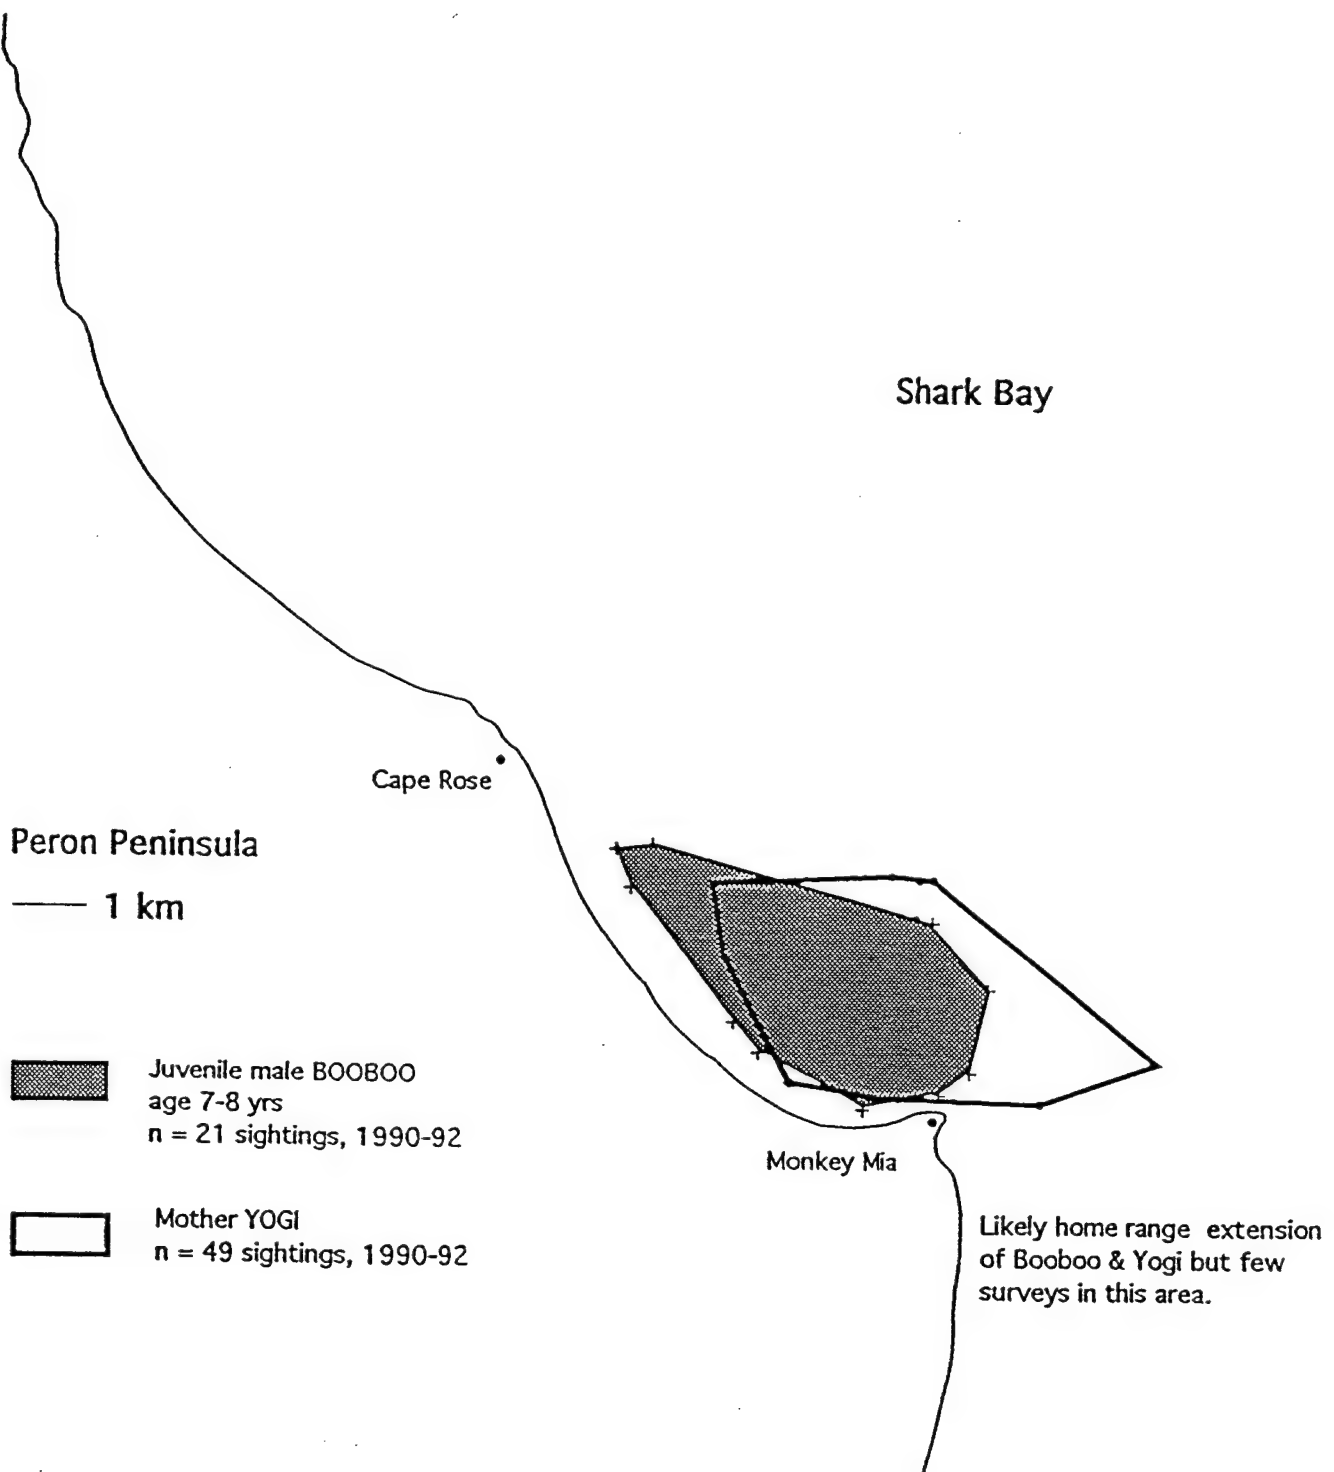 Shark Bay
Cape Rose
Peron Peninsula
1 km
Juvenile male BOOBOO
age 7-8 yrs
n = 21 sightings, 1990-92
Monkey Mia
Mother YOGI
n = 49 sightings, 1990-92
Likely home range extension
of Booboo & Yogi but few
surveys in this area.